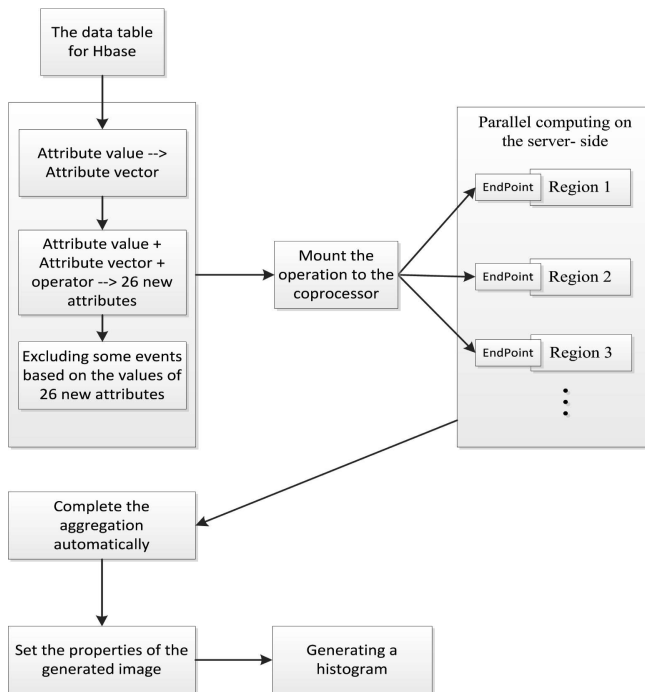 The data table
for Hbase
Attribute value -->
Attribute vector
Attribute value +
Attribute vector +
operator --> 26 new
attributes
Excluding some events
based on the values of
26 new attributes
Mount the
operation to the
coprocessor
Parallel computing on
the server- side
EndPoint
Region 1
EndPoint
Region 2
EndPoint
Region 3
Complete the
aggregation
automatically
Set the properties of the
generated image
Generating a
histogram